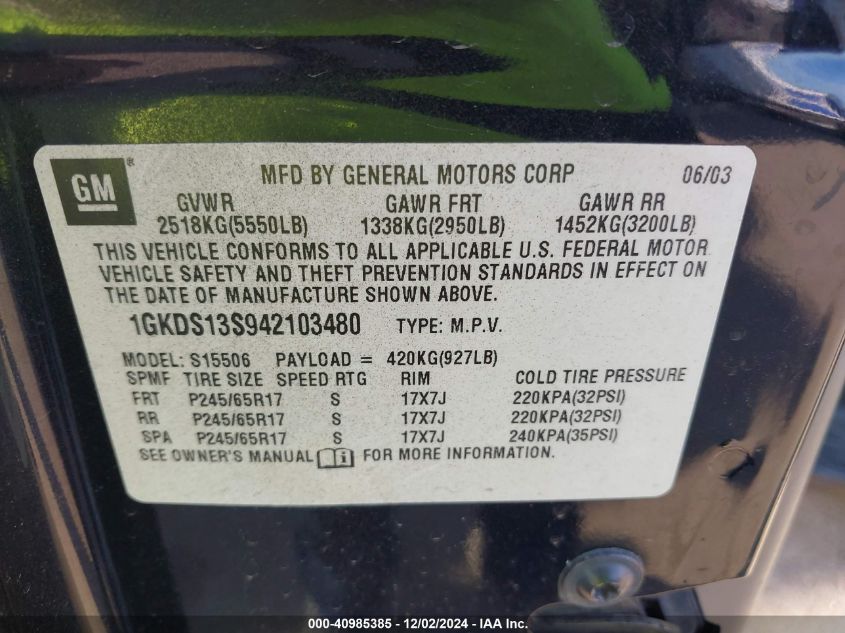 GM ® MFD BY GENERAL MOTORS CORP 06/03
GVWR GAWR FRT GAWR RR
2518KG(5550LB) 1338KG(2950LB) 1452KG(3200LB)
THIS VEHICLE CONFORMS TO ALL APPLICABLE U.S. FEDERAL MOTOR
VEHICLE SAFETY AND THEFT PREVENTION STANDARDS IN EFFECT ON
THE DATE OF MANUFACTURE SHOWN ABOVE.
1GKDS13S942103480 TYPE: M.P.V.
MODEL: S15506 PAYLOAD = 420KG(927LB)
SPMF TIRE SIZE SPEED RTG RIM COLD TIRE PRESSURE
FRT P245/65R17 S 17X7J 220KPA(32PSI)
RR P245/65R17 S 17X7J 220KPA(32PSI)
SPA P245/65R17 S 17X7J 240KPA(35PSI)
SEE OWNER'S MANUAL i FOR MORE INFORMATION.
000-40985385 - 12/02/2024 - IAA Inc.